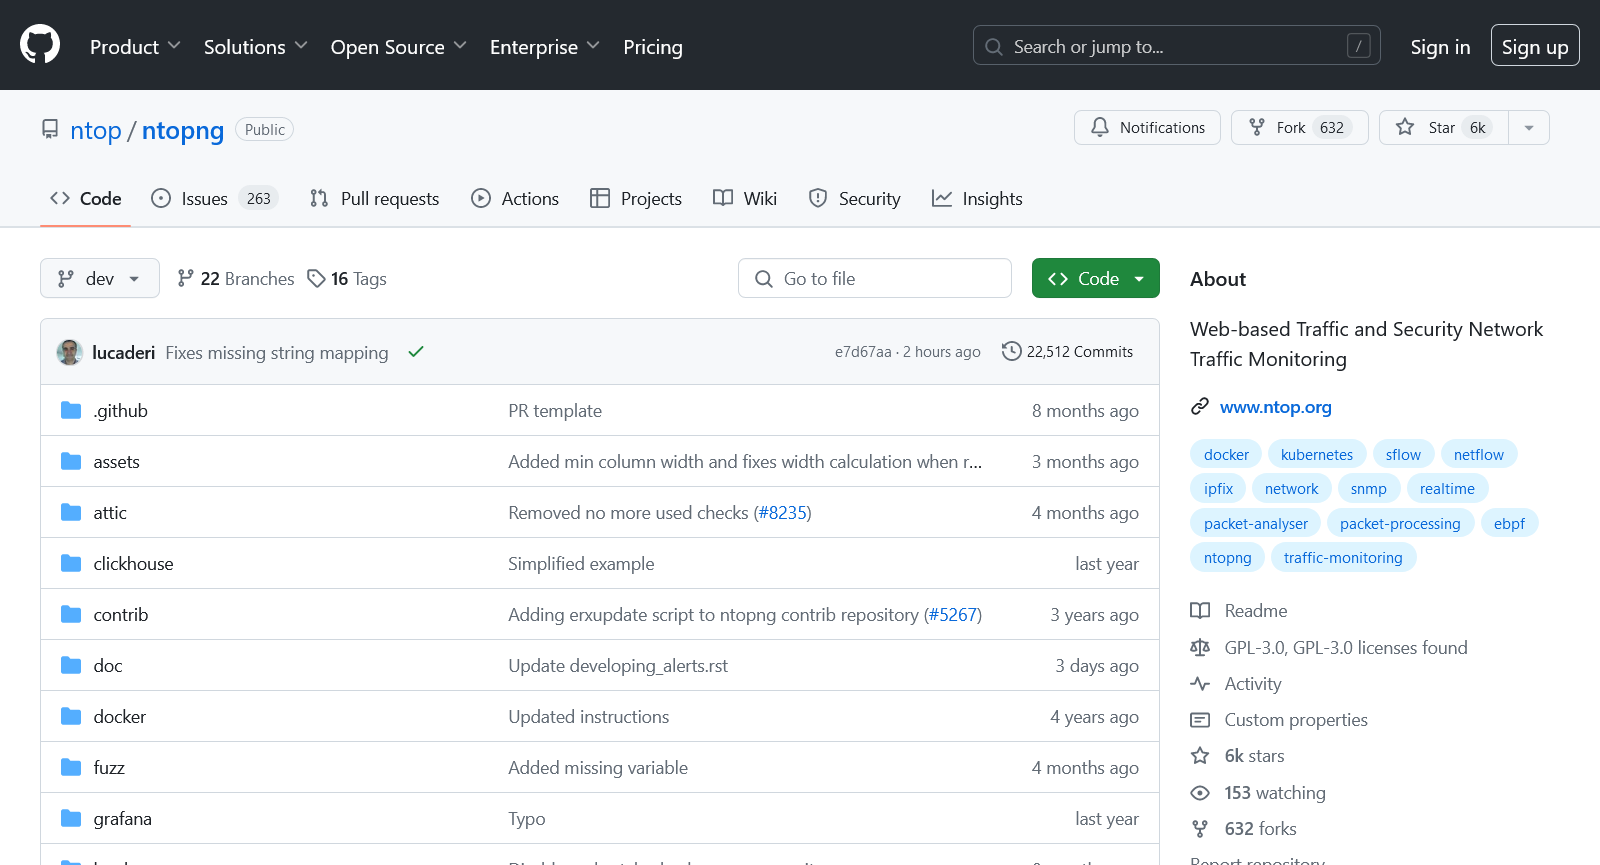 Product Solutions Open Source Enterprise Pricing Search or jump to... / Sign in Sign up
ntop / ntopng Public Notifications Fork 632 Star 6k
Code Issues 263 Pull requests Actions Projects Wiki Security Insights
dev 22 Branches 16 Tags Go to file Code
lucaderi Fixes missing string mapping e7d67aa · 2 hours ago 22,512 Commits
.github PR template 8 months ago
assets Added min column width and fixes width calculation when r... 3 months ago
attic Removed no more used checks (#8235) 4 months ago
clickhouse Simplified example last year
contrib Adding erxupdate script to ntopng contrib repository (#5267) 3 years ago
doc Update developing_alerts.rst 3 days ago
docker Updated instructions 4 years ago
fuzz Added missing variable 4 months ago
grafana Typo last year
About
Web-based Traffic and Security Network
Traffic Monitoring
www.ntop.org
docker kubernetes sflow netflow
ipfix network snmp realtime
packet-analyser packet-processing ebpf
ntopng traffic-monitoring
Readme
GPL-3.0, GPL-3.0 licenses found
Activity
Custom properties
6k stars
153 watching
632 forks
Report repository